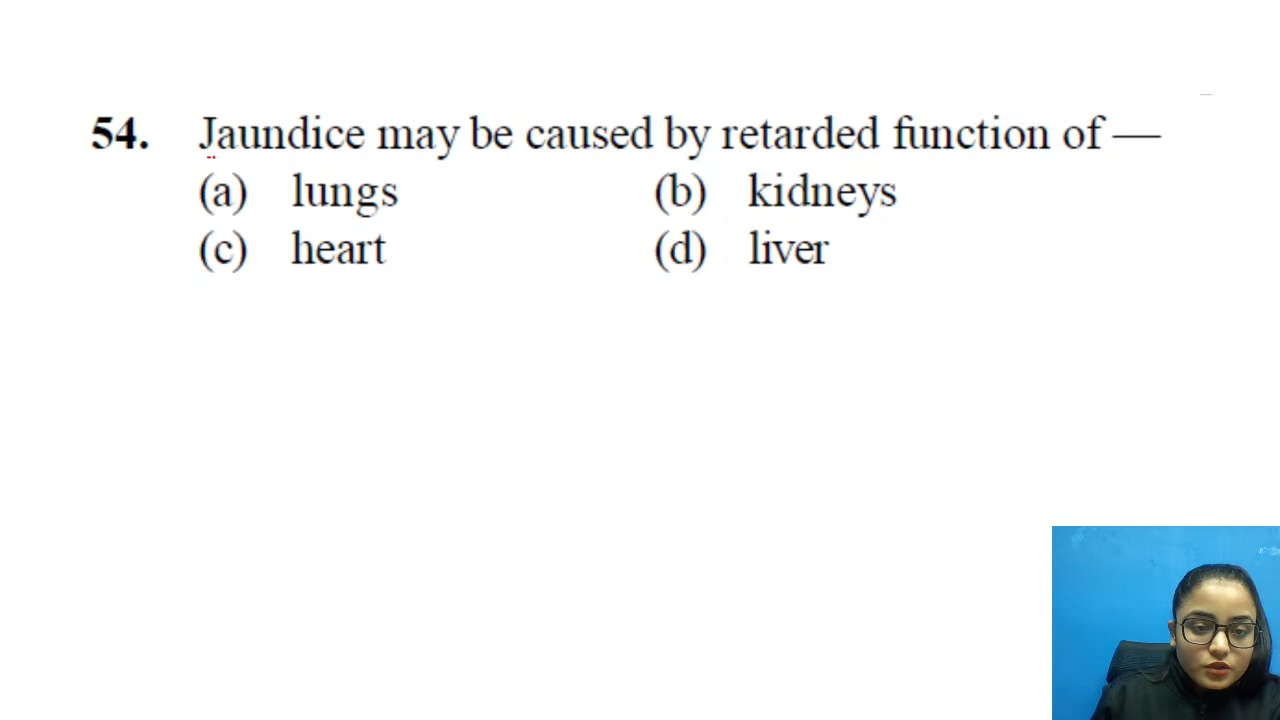 54. Jaundice may be caused by retarded function of —
(a) lungs (b) kidneys
(c) heart (d) liver